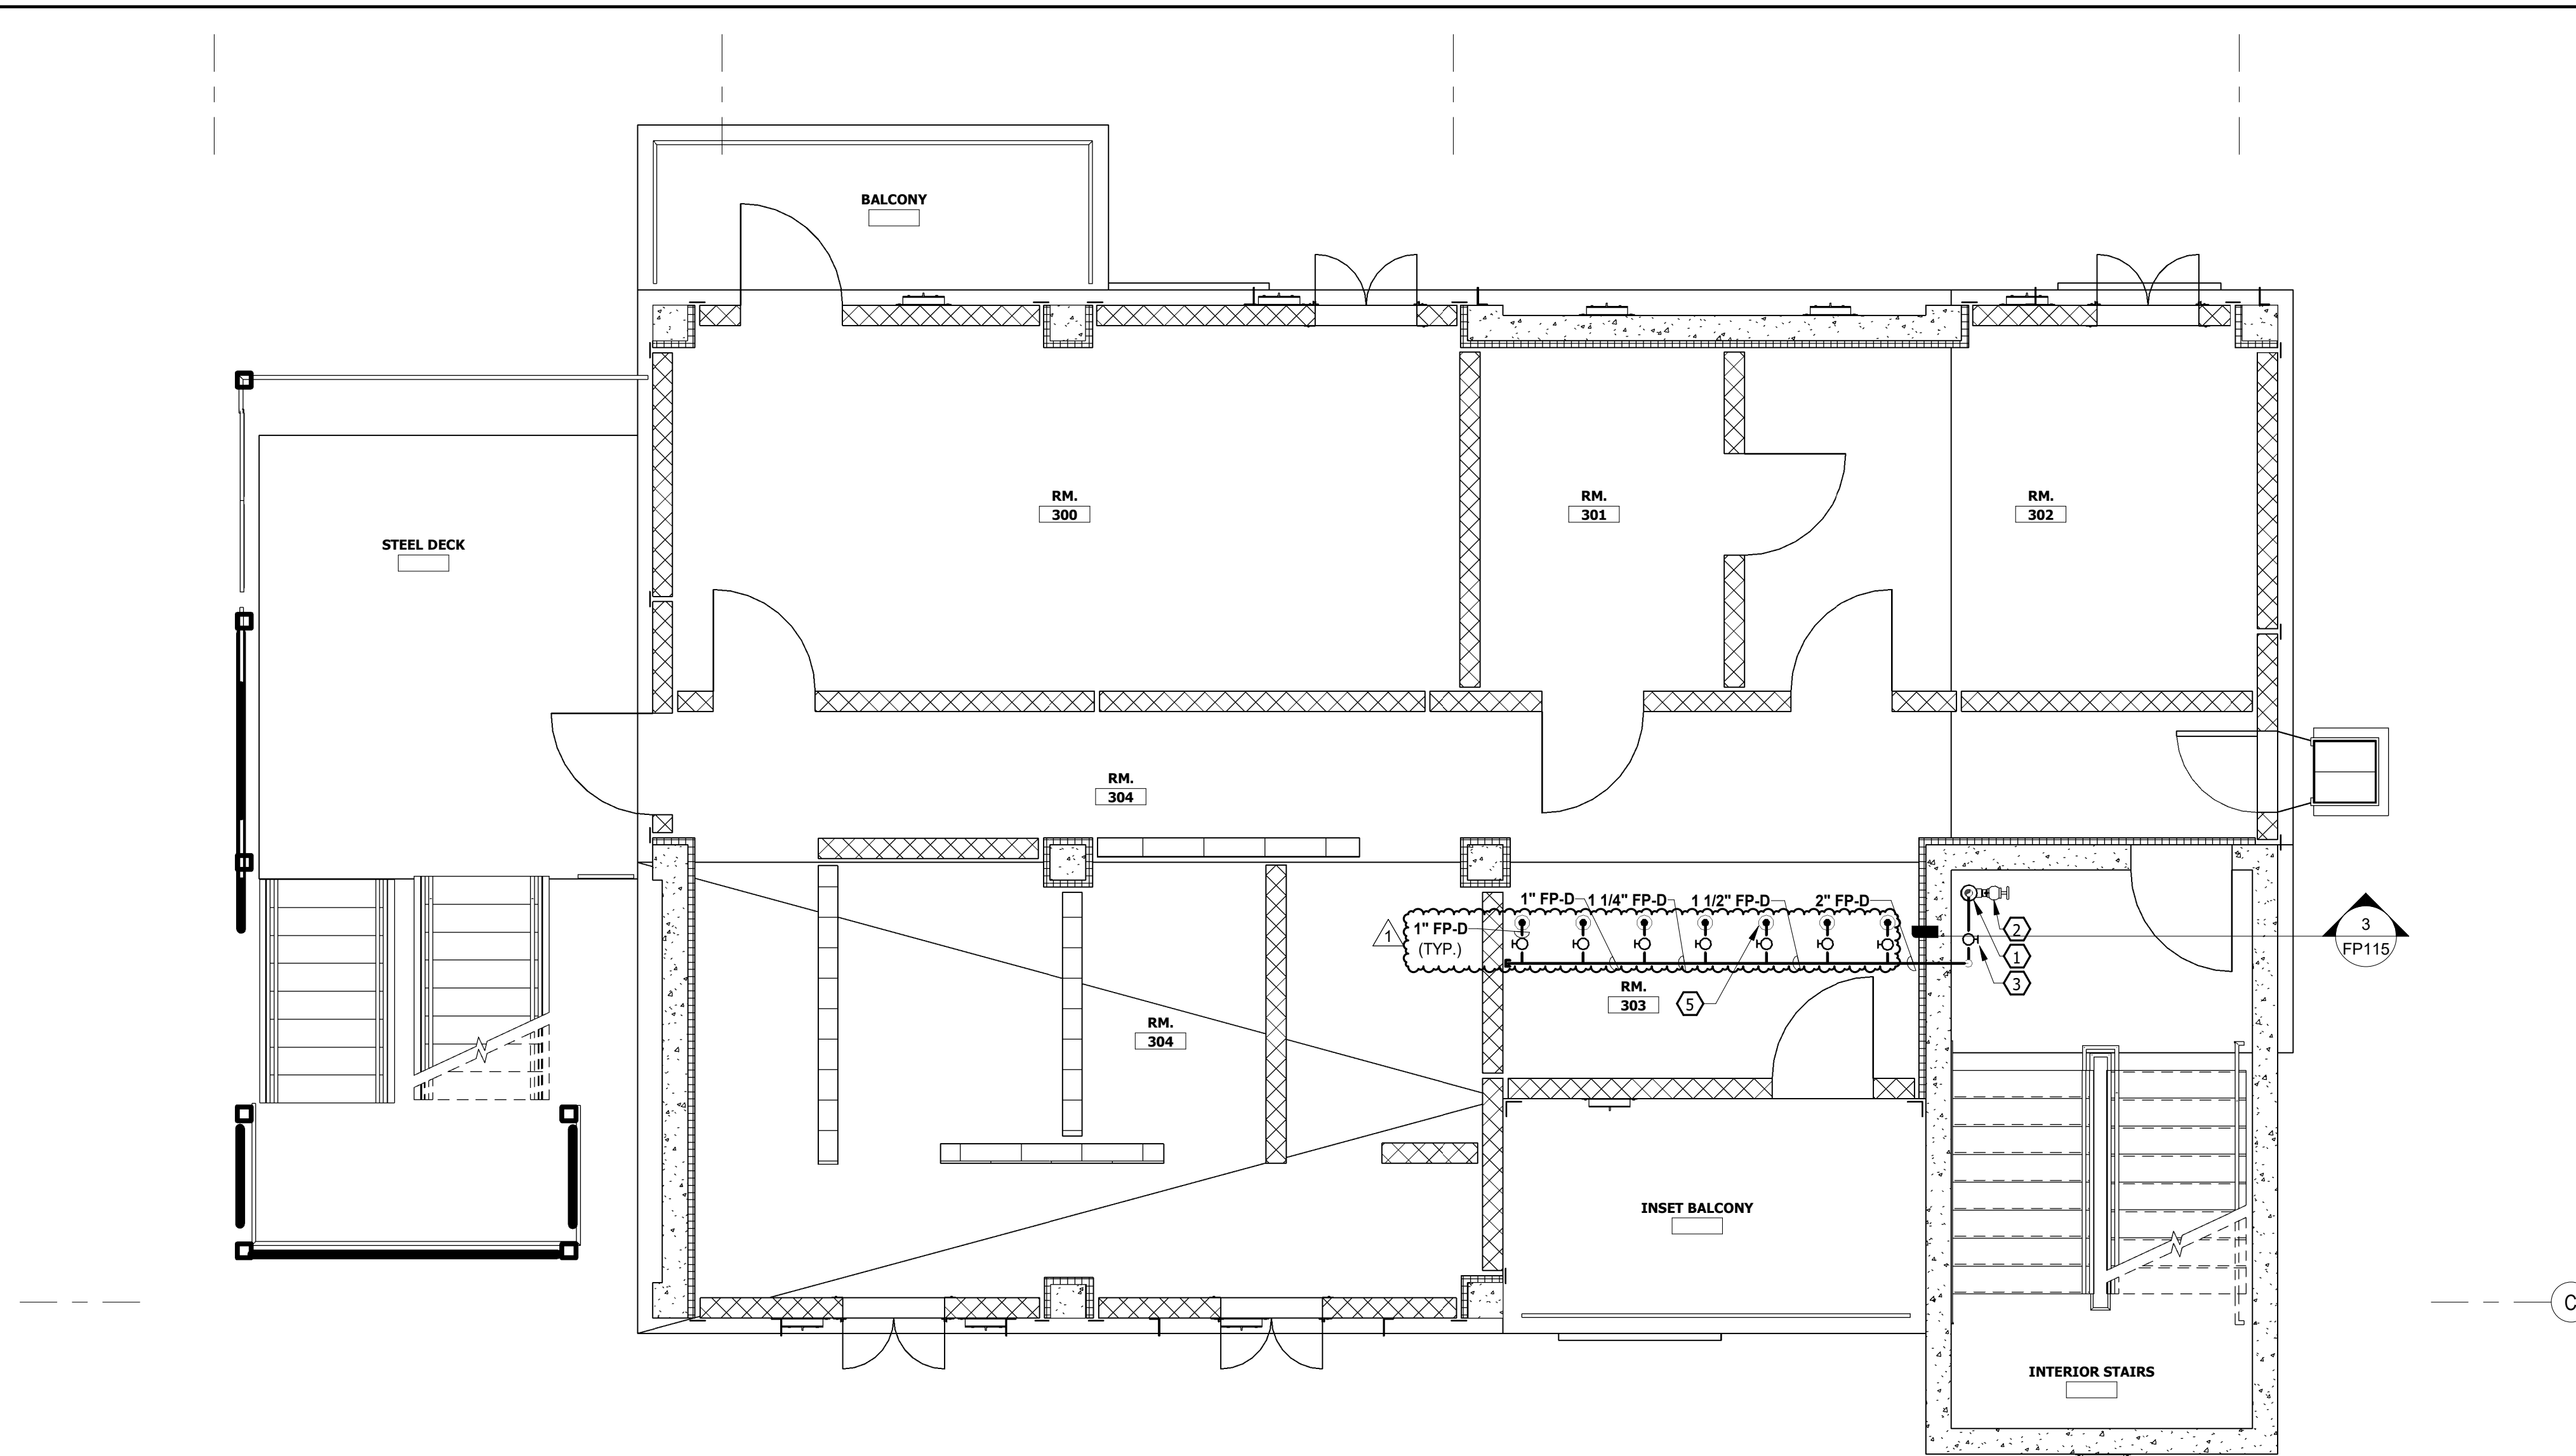 BALCONY
RM.
300
RM.
301
RM.
302
STEEL DECK
RM.
304
1" FP-D
1 1/4" FP-D
1 1/2" FP-D
2" FP-D
1
1" FP-D
(TYP.)
2
1
3
3
FP115
RM.
303
5
RM.
304
INSET BALCONY
C
INTERIOR STAIRS